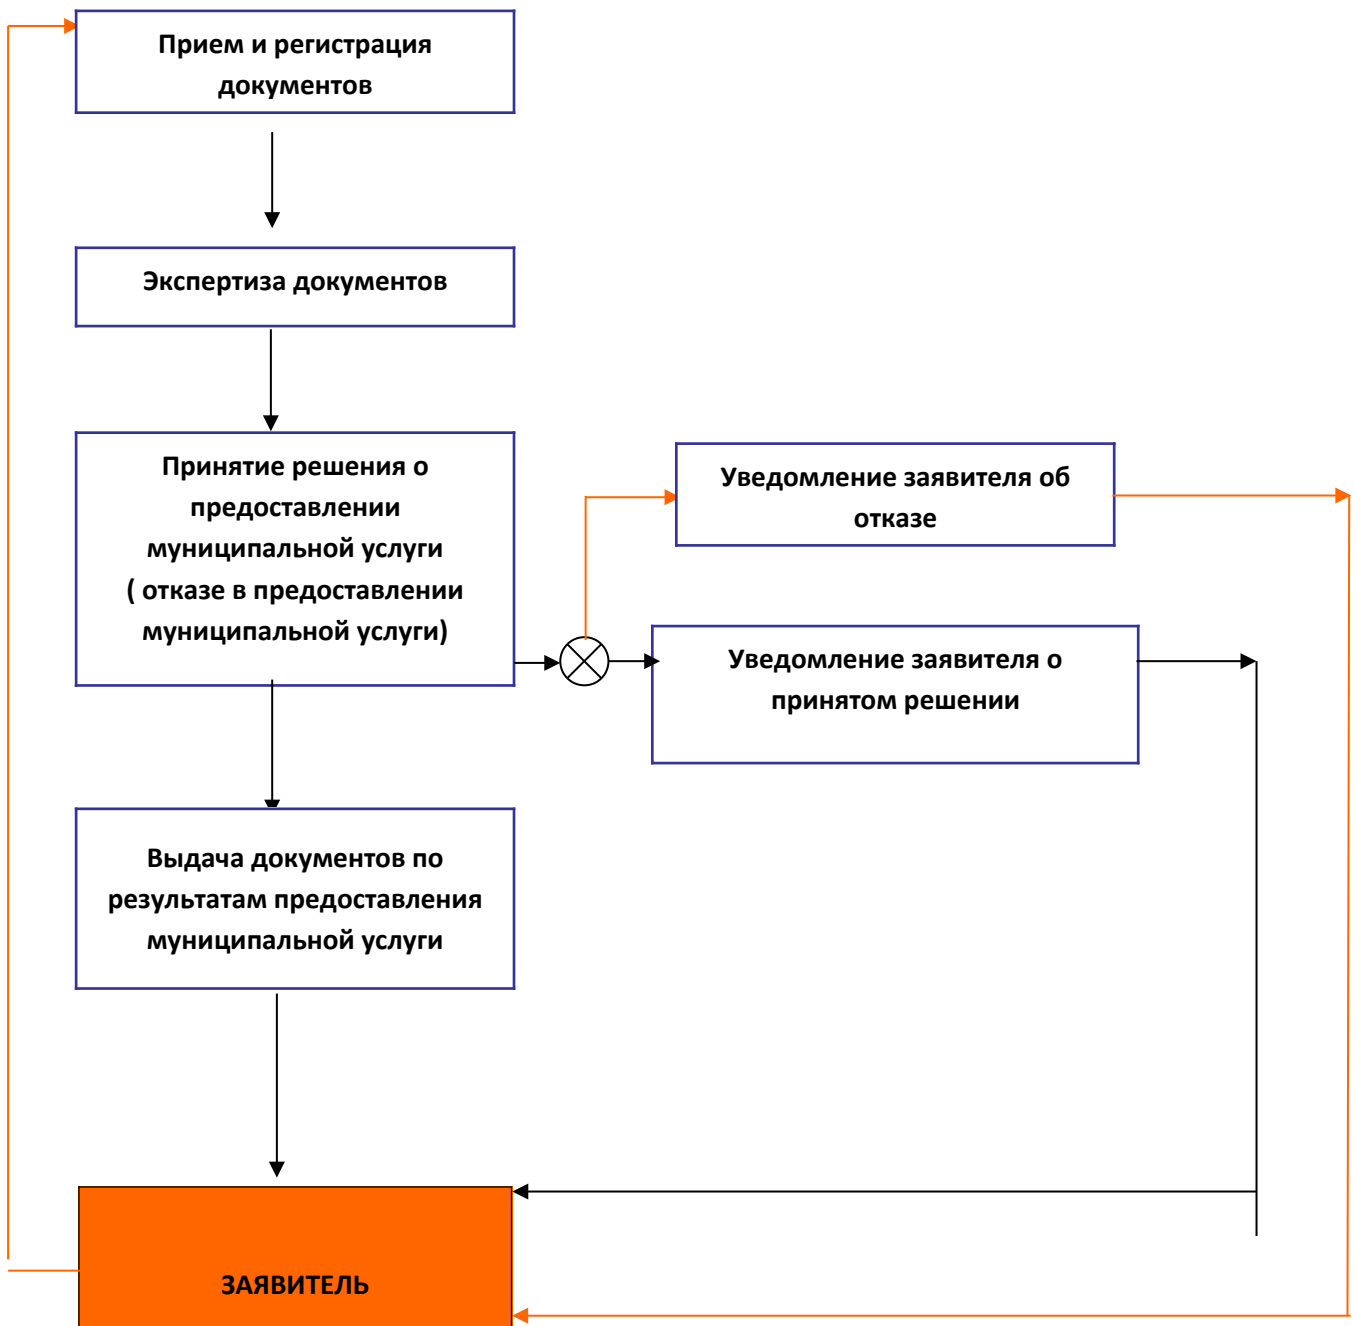 Прием и регистрация
документов
Экспертиза документов
Принятие решения о
предоставлении
муниципальной услуги
( отказе в предоставлении
муниципальной услуги)
Уведомление заявителя об
отказе
Уведомление заявителя о
принятом решении
Выдача документов по
результатам предоставления
муниципальной услуги
ЗАЯВИТЕЛЬ